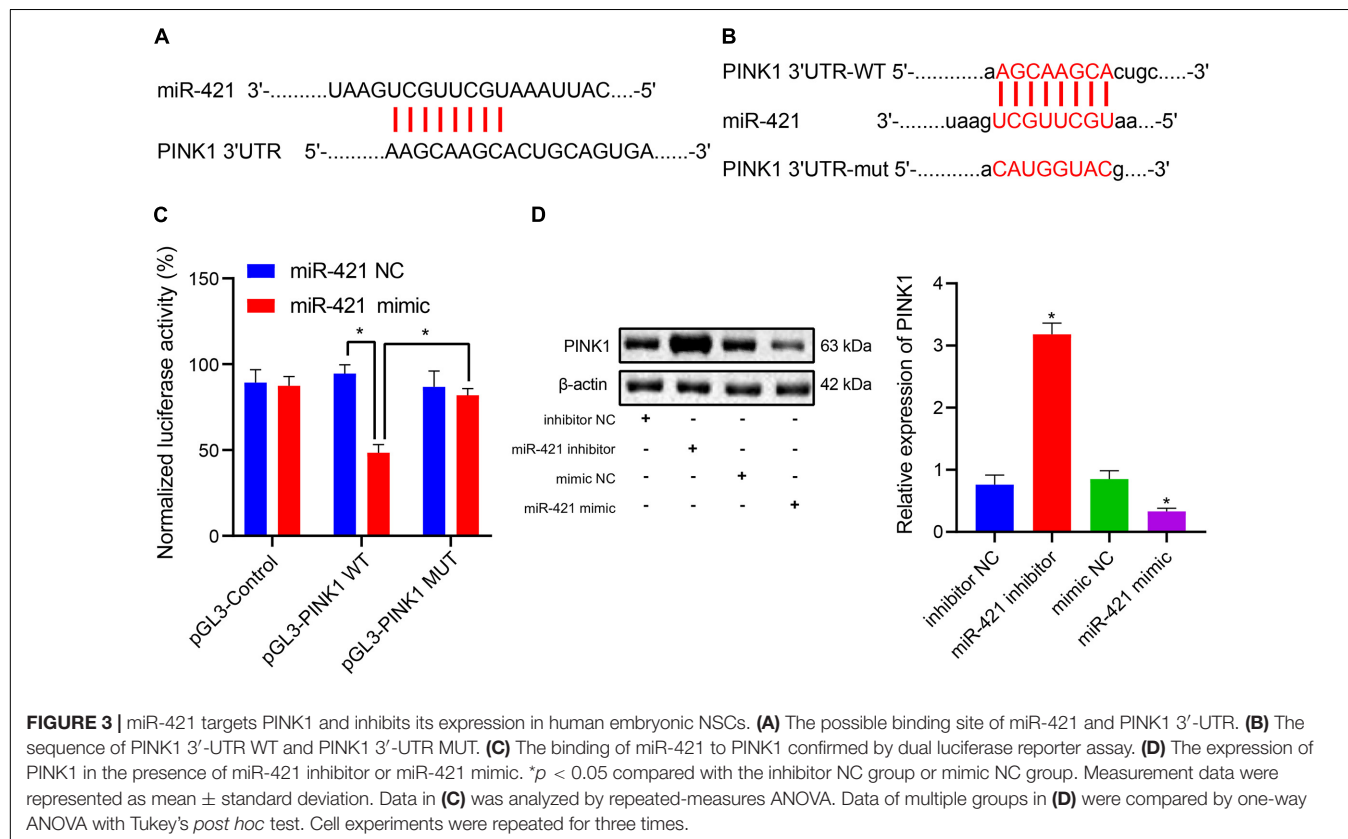 A
miR-421 3'-..........UAAGUCGUUCGUAAAUUAC....-5'
PINK1 3'UTR 5'-..........AAGCAAGCACUGCAGUGA......-3'
B
PINK1 3'UTR-WT 5'-............aAGCAAGCAcugc.....-3'
miR-421 3'-........uaagUCGUUCGUaa...-5'
PINK1 3'UTR-mut 5'-...........aCAUGGUACg....-3'
C
Normalized luciferase activity (%)
150
100
50
0
miR-421 NC
miR-421 mimic
* *
pGL3-Control
pGL3-PINK1 WT
pGL3-PINK1 MUT
D
PINK1 63 kDa
β-actin 42 kDa
inhibitor NC + - - -
miR-421 inhibitor - + - -
mimic NC - - + -
miR-421 mimic - - - +
Relative expression of PINK1
4
3
2
1
0
*
*
inhibitor NC
miR-421 inhibitor
mimic NC
miR-421 mimic
FIGURE 3 | miR-421 targets PINK1 and inhibits its expression in human embryonic NSCs. (A) The possible binding site of miR-421 and PINK1 3′-UTR. (B) The
sequence of PINK1 3′-UTR WT and PINK1 3′-UTR MUT. (C) The binding of miR-421 to PINK1 confirmed by dual luciferase reporter assay. (D) The expression of
PINK1 in the presence of miR-421 inhibitor or miR-421 mimic. *p < 0.05 compared with the inhibitor NC group or mimic NC group. Measurement data were
represented as mean ± standard deviation. Data in (C) was analyzed by repeated-measures ANOVA. Data of multiple groups in (D) were compared by one-way
ANOVA with Tukey's post hoc test. Cell experiments were repeated for three times.